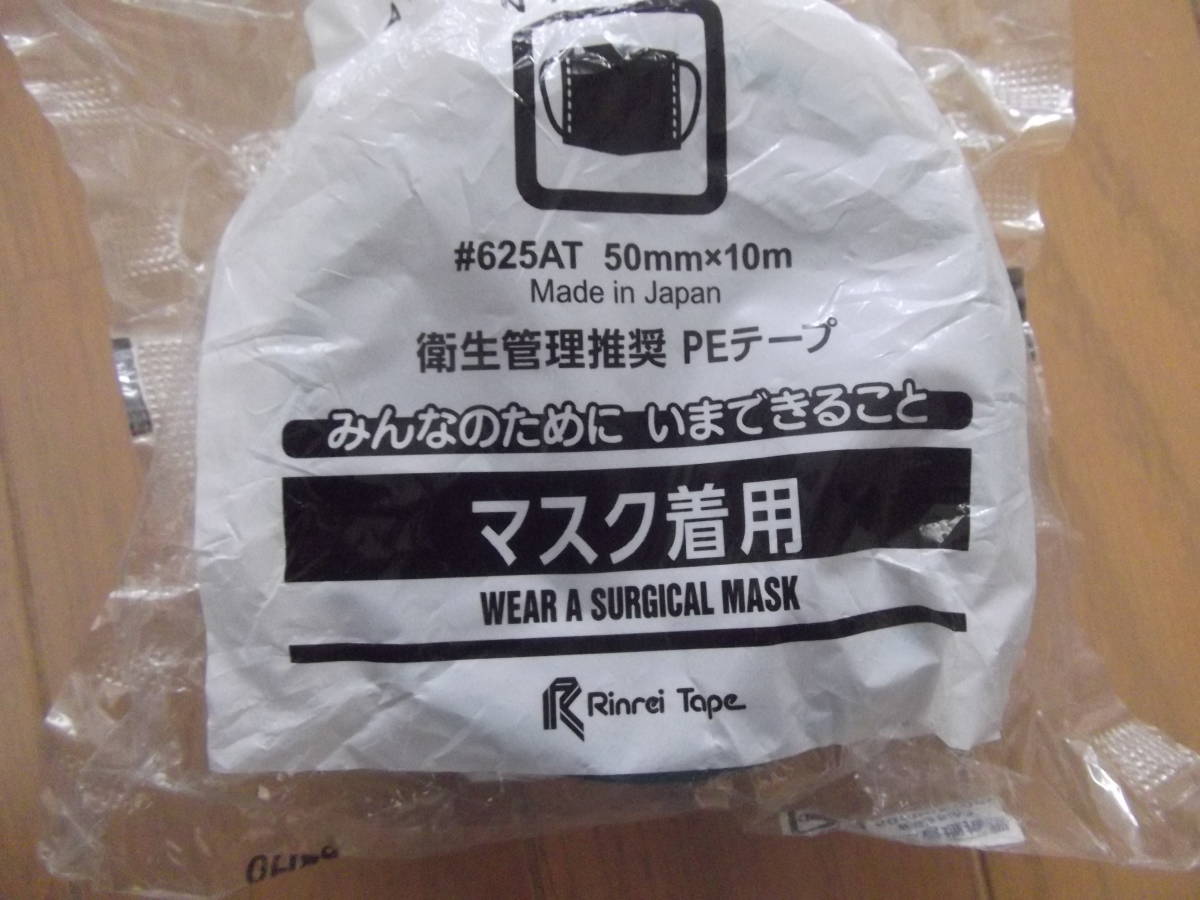 #625AT 50mm×10m
Made in Japan
衛生管理推奨 PEテープ
みんなのために いまできること
マスク着用
WEAR A SURGICAL MASK
Rinrei Tape